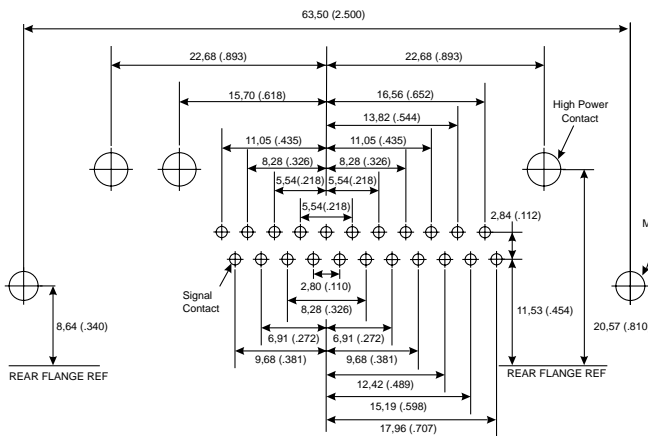 63,50 (2.500)
22,68 (.893) 22,68 (.893)
15,70 (.618) 16,56 (.652)
13,82 (.544)
High Power
Contact
11,05 (.435) 11,05 (.435)
8,28 (.326) 8,28 (.326)
5,54(.218) 5,54(.218)
5,54(.218)
2,84 (.112)
M
Signal
Contact
2,80 (.110)
8,28 (.326)
11,53 (.454)
20,57 (.810)
8,64 (.340)
6,91 (.272) 6,91 (.272)
9,68 (.381) 9,68 (.381)
REAR FLANGE REF REAR FLANGE REF
12,42 (.489)
15,19 (.598)
17,96 (.707)